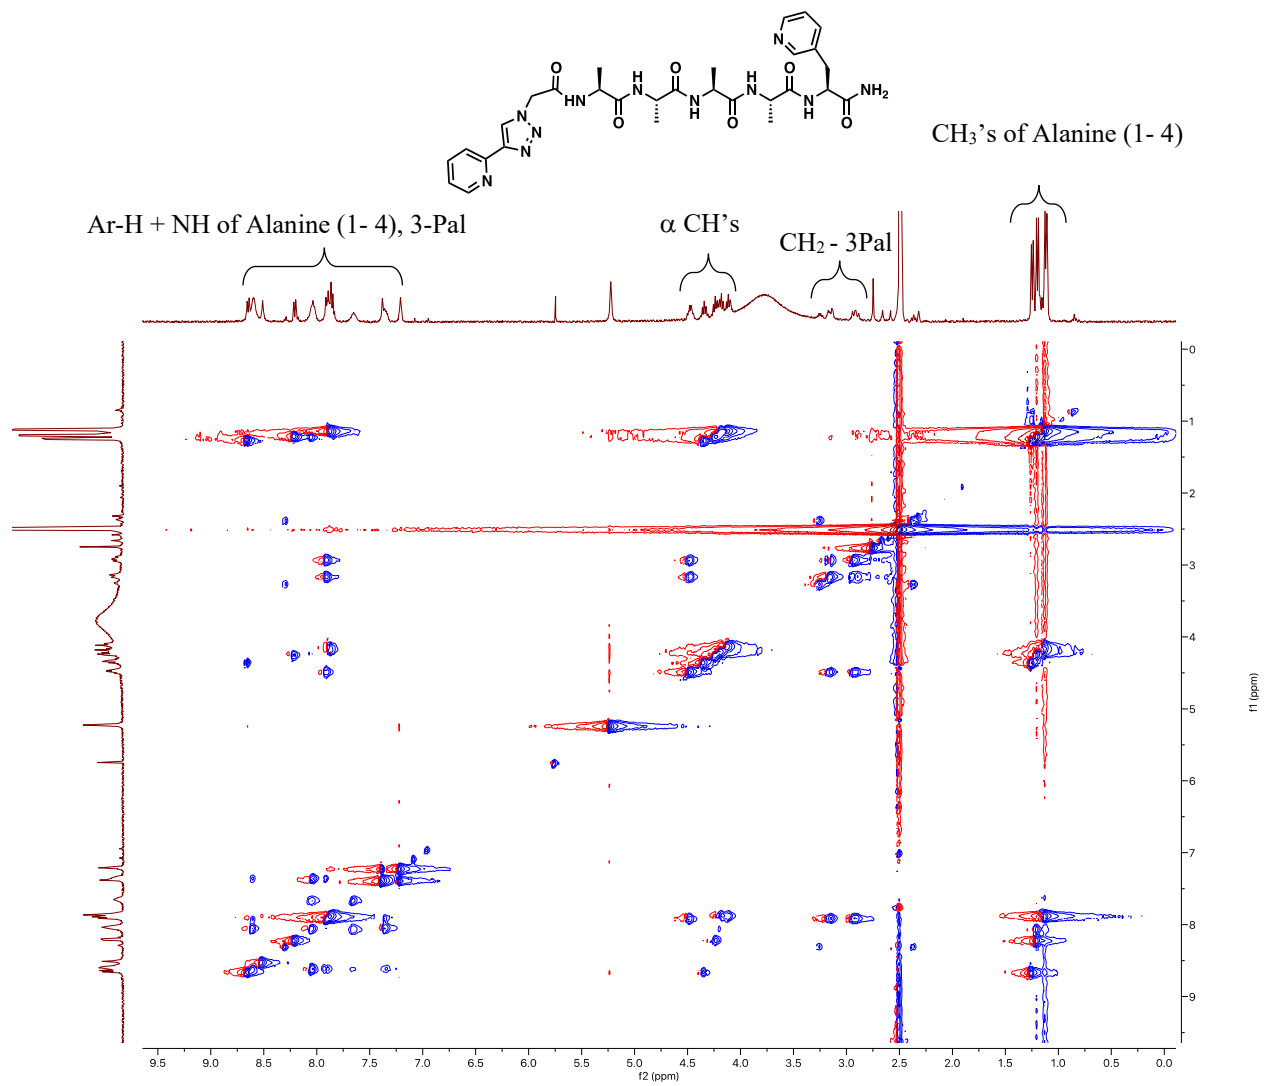 N
O
O
O
H
N
H
N
NH2
HN
N
H
N
H
O
O
O
N
N
N
N
CH3's of Alanine (1- 4)
Ar-H + NH of Alanine (1- 4), 3-Pal
α CH's
CH2 - 3Pal
0
1
2
3
4
5
6
7
8
9
f1 (ppm)
9.5 9.0 8.5 8.0 7.5 7.0 6.5 6.0 5.5 5.0 4.5 4.0 3.5 3.0 2.5 2.0 1.5 1.0 0.5 0.0
f2 (ppm)